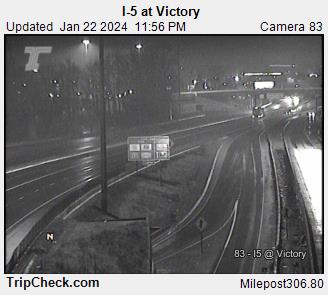 I-5 at Victory
Updated Jan 22 2024 11:56 PM Camera 83
N
83 - I5 @ Victory
TripCheck.com Milepost306.80